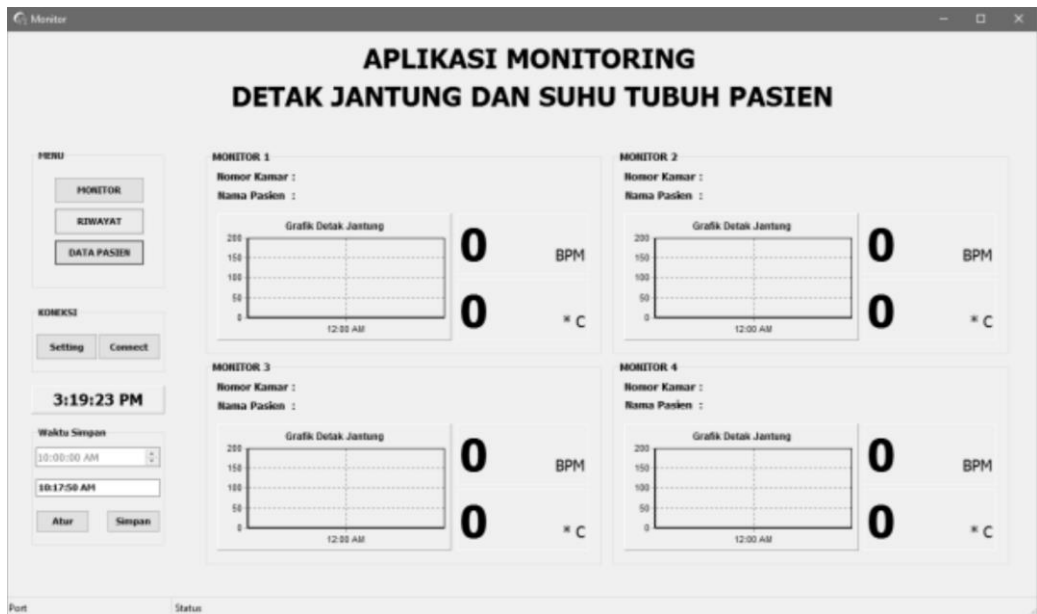 Monitor
APLIKASI MONITORING
DETAK JANTUNG DAN SUHU TUBUH PASIEN
MENU
MONITOR
RIWAYAT
DATA PASIEN
KONEKSI
Setting Connect
3:19:23 PM
Waktu Simpan
10:00:00 AM
10:17:50 AM
Atur Simpan
MONITOR 1
Nomor Kamar :
Nama Pasien :
Grafik Detak Jantung
200
150
100
50
0
12:00 AM
0 BPM
0 * C
MONITOR 2
Nomor Kamar :
Nama Pasien :
Grafik Detak Jantung
200
150
100
50
0
12:00 AM
0 BPM
0 * C
MONITOR 3
Nomor Kamar :
Nama Pasien :
Grafik Detak Jantung
200
150
100
50
0
12:00 AM
0 BPM
0 * C
MONITOR 4
Nomor Kamar :
Nama Pasien :
Grafik Detak Jantung
200
150
100
50
0
12:00 AM
0 BPM
0 * C
Port Status